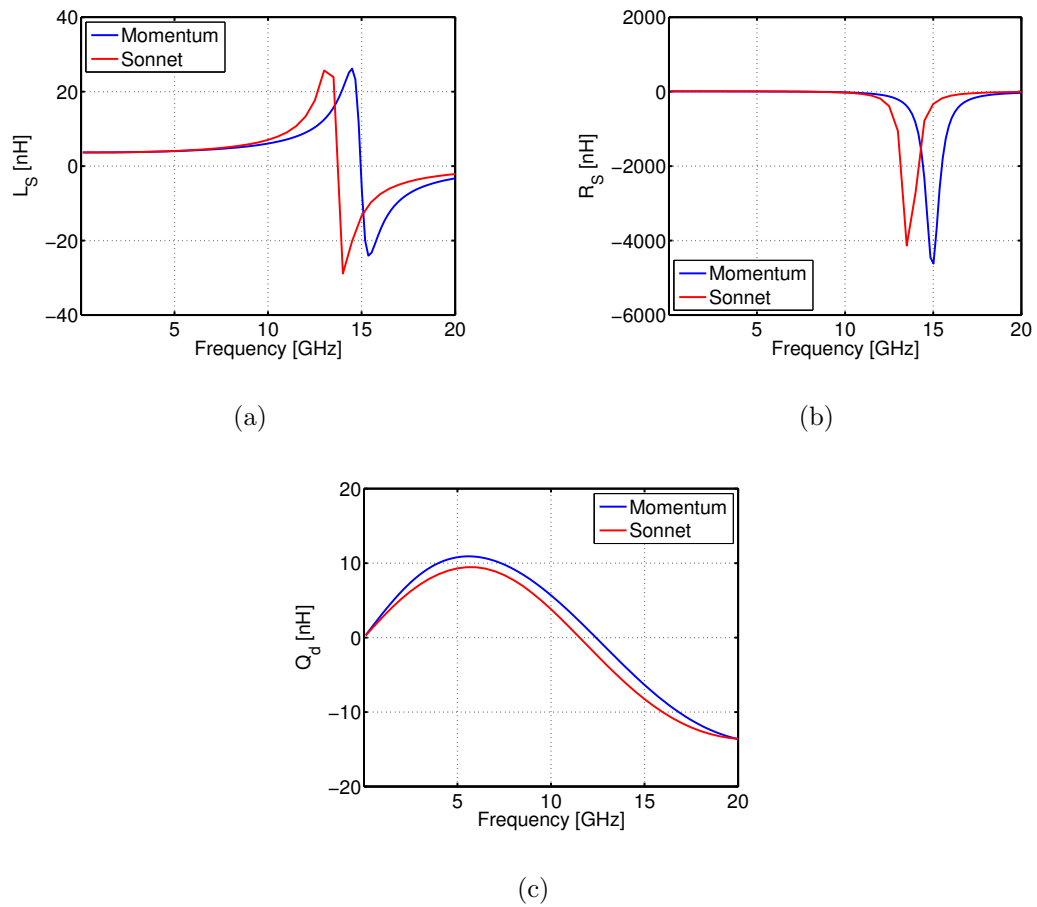 40
20
0
−20
−40
L_S [nH]
Momentum
Sonnet
5
10
15
20
Frequency [GHz]
(a)
2000
0
−2000
−4000
−6000
R_S [nH]
Momentum
Sonnet
5
10
15
20
Frequency [GHz]
(b)
20
10
0
−10
−20
Q_d [nH]
Momentum
Sonnet
5
10
15
20
Frequency [GHz]
(c)